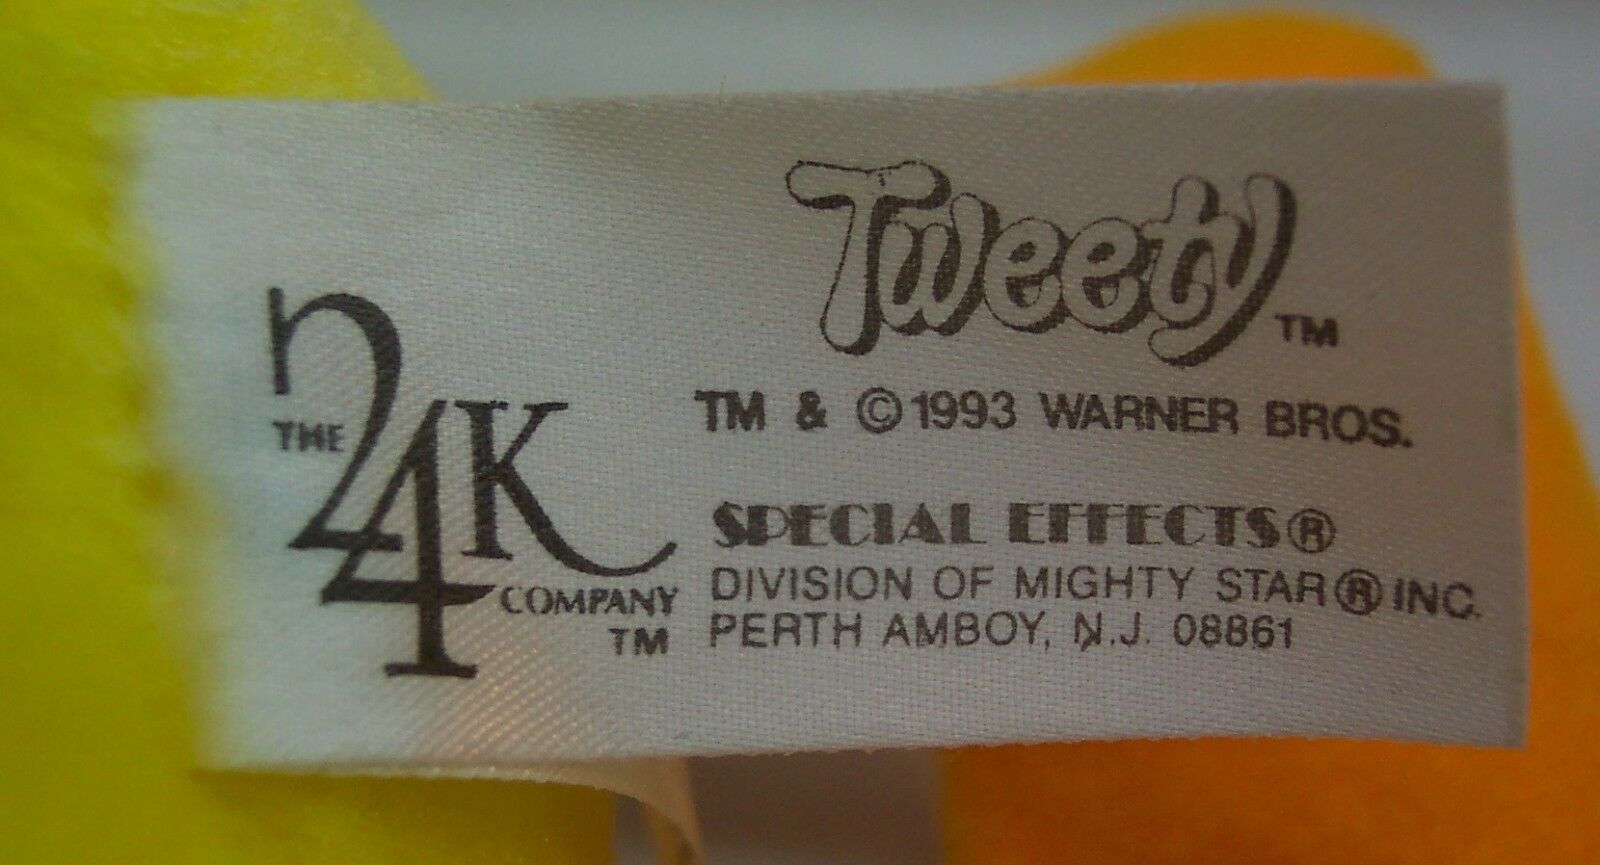 THE 24K COMPANY TM
Tweety TM
TM & © 1993 WARNER BROS.
SPECIAL EFFECTS®
DIVISION OF MIGHTY STAR® INC.
PERTH AMBOY, N.J. 08861